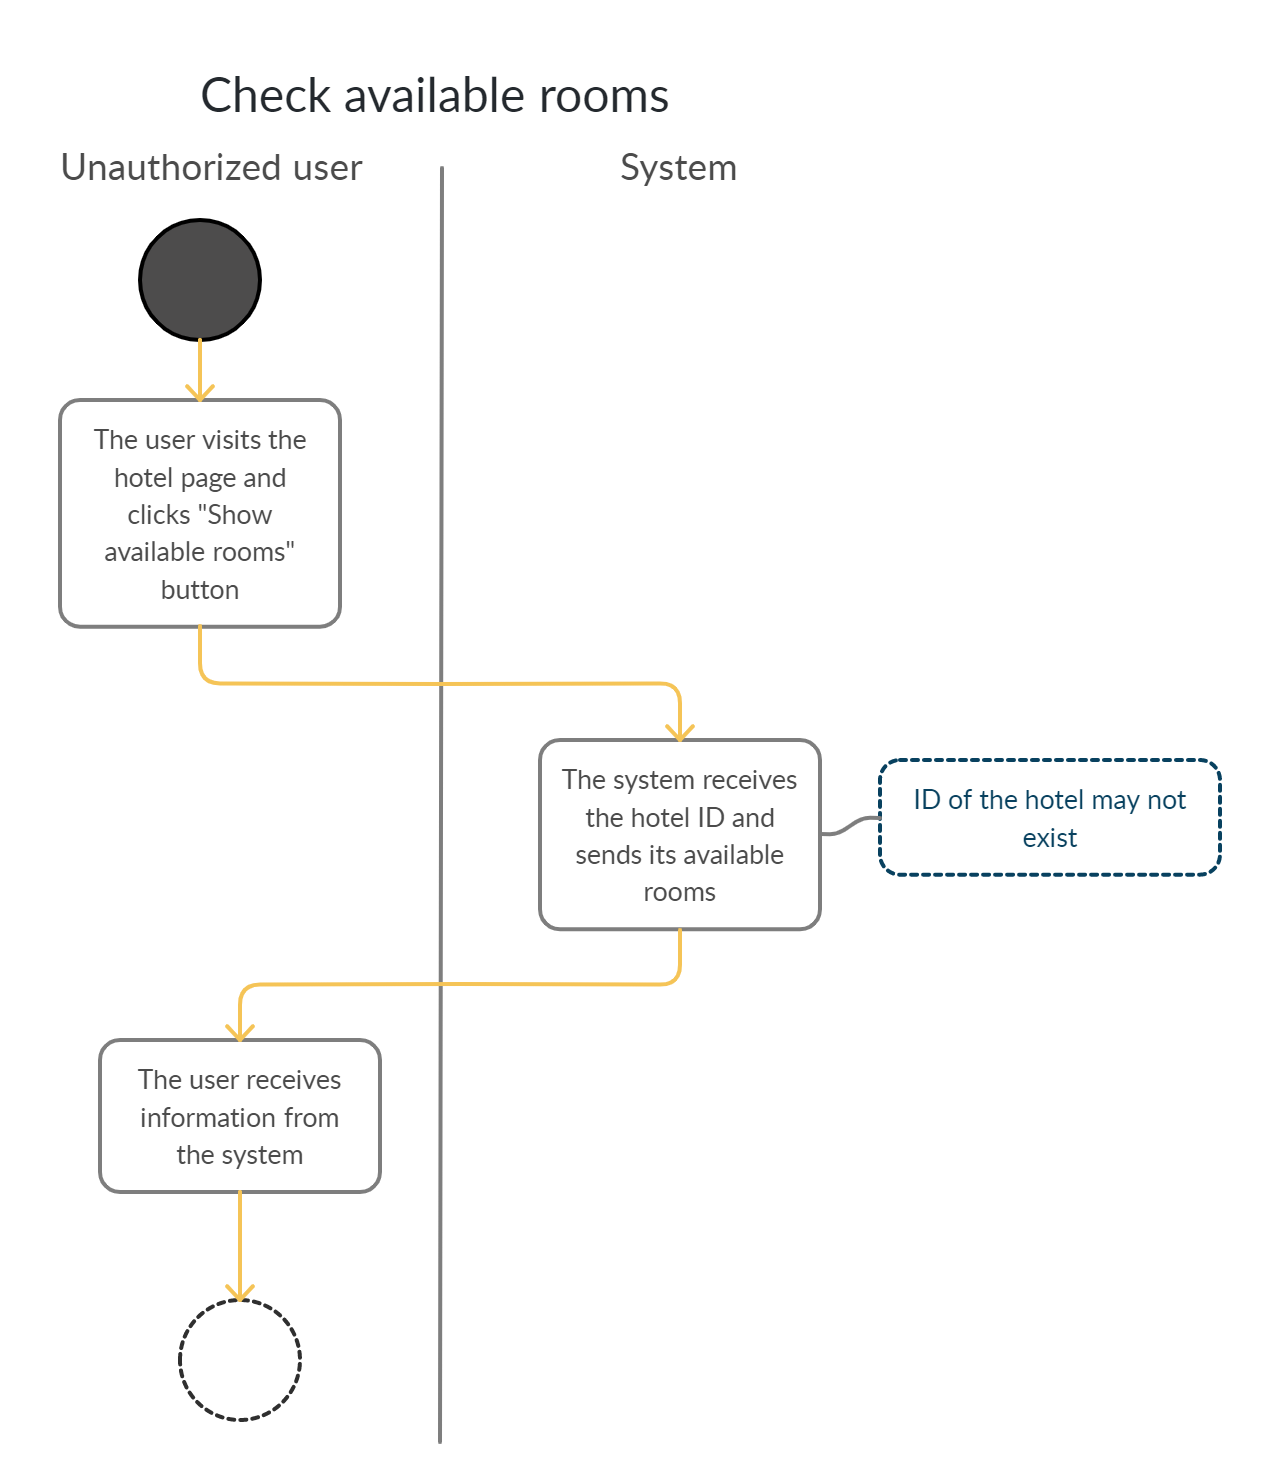 Check available rooms
Unauthorized user
System
The user visits the
hotel page and
clicks "Show
available rooms"
button
The system receives
the hotel ID and
sends its available
rooms
ID of the hotel may not
exist
The user receives
information from
the system